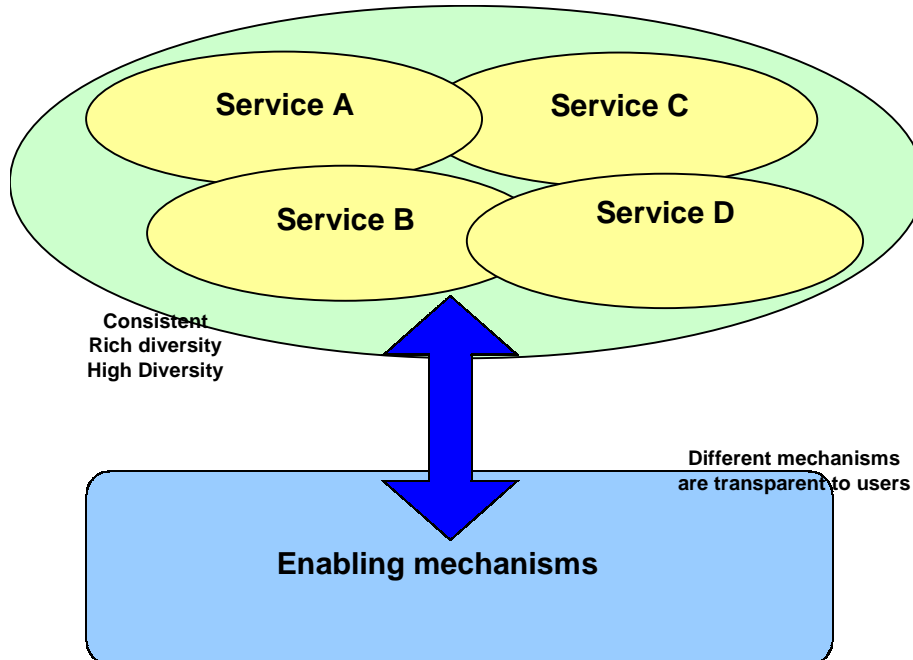 Service A
Service C
Service B
Service D
Consistent
Rich diversity
High Diversity
Different mechanisms
are transparent to users
Enabling mechanisms